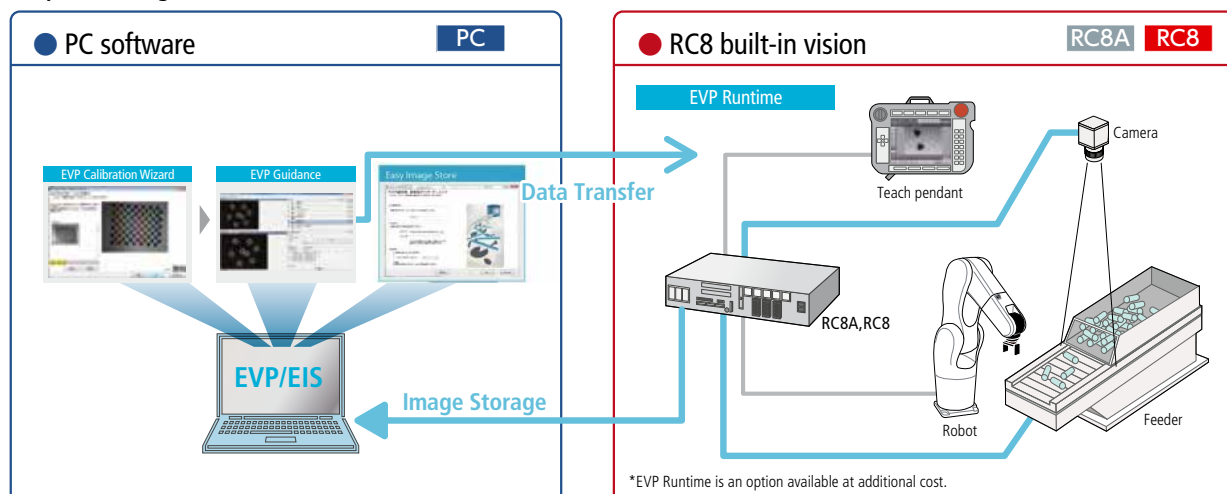 PC software
PC
EVP Calibration Wizard
EVP Guidance
Easy Image Store
Data Transfer
EVP/EIS
Image Storage
RC8 built-in vision
RC8A
RC8
EVP Runtime
Teach pendant
Camera
RC8A,RC8
Robot
Feeder
*EVP Runtime is an option available at additional cost.